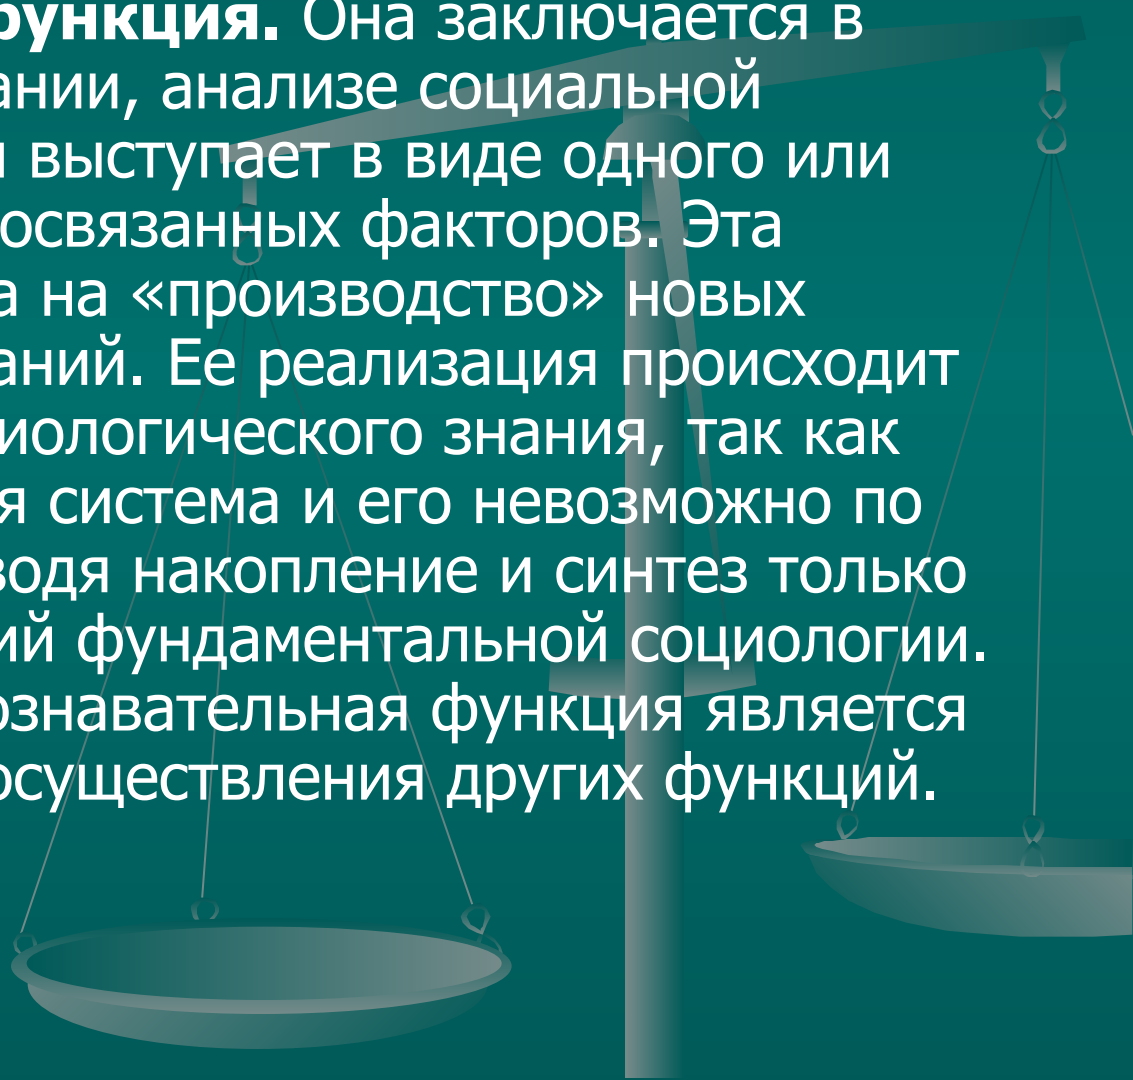 функция. Она заключается в
ании, анализе социальной
выступает в виде одного или
освязанных факторов. Эта
а на «производство» новых
аний. Ее реализация происходит
иологического знания, так как
я система и его невозможно по
водя накопление и синтез только
ий фундаментальной социологии.
ознавательная функция является
осуществления других функций.